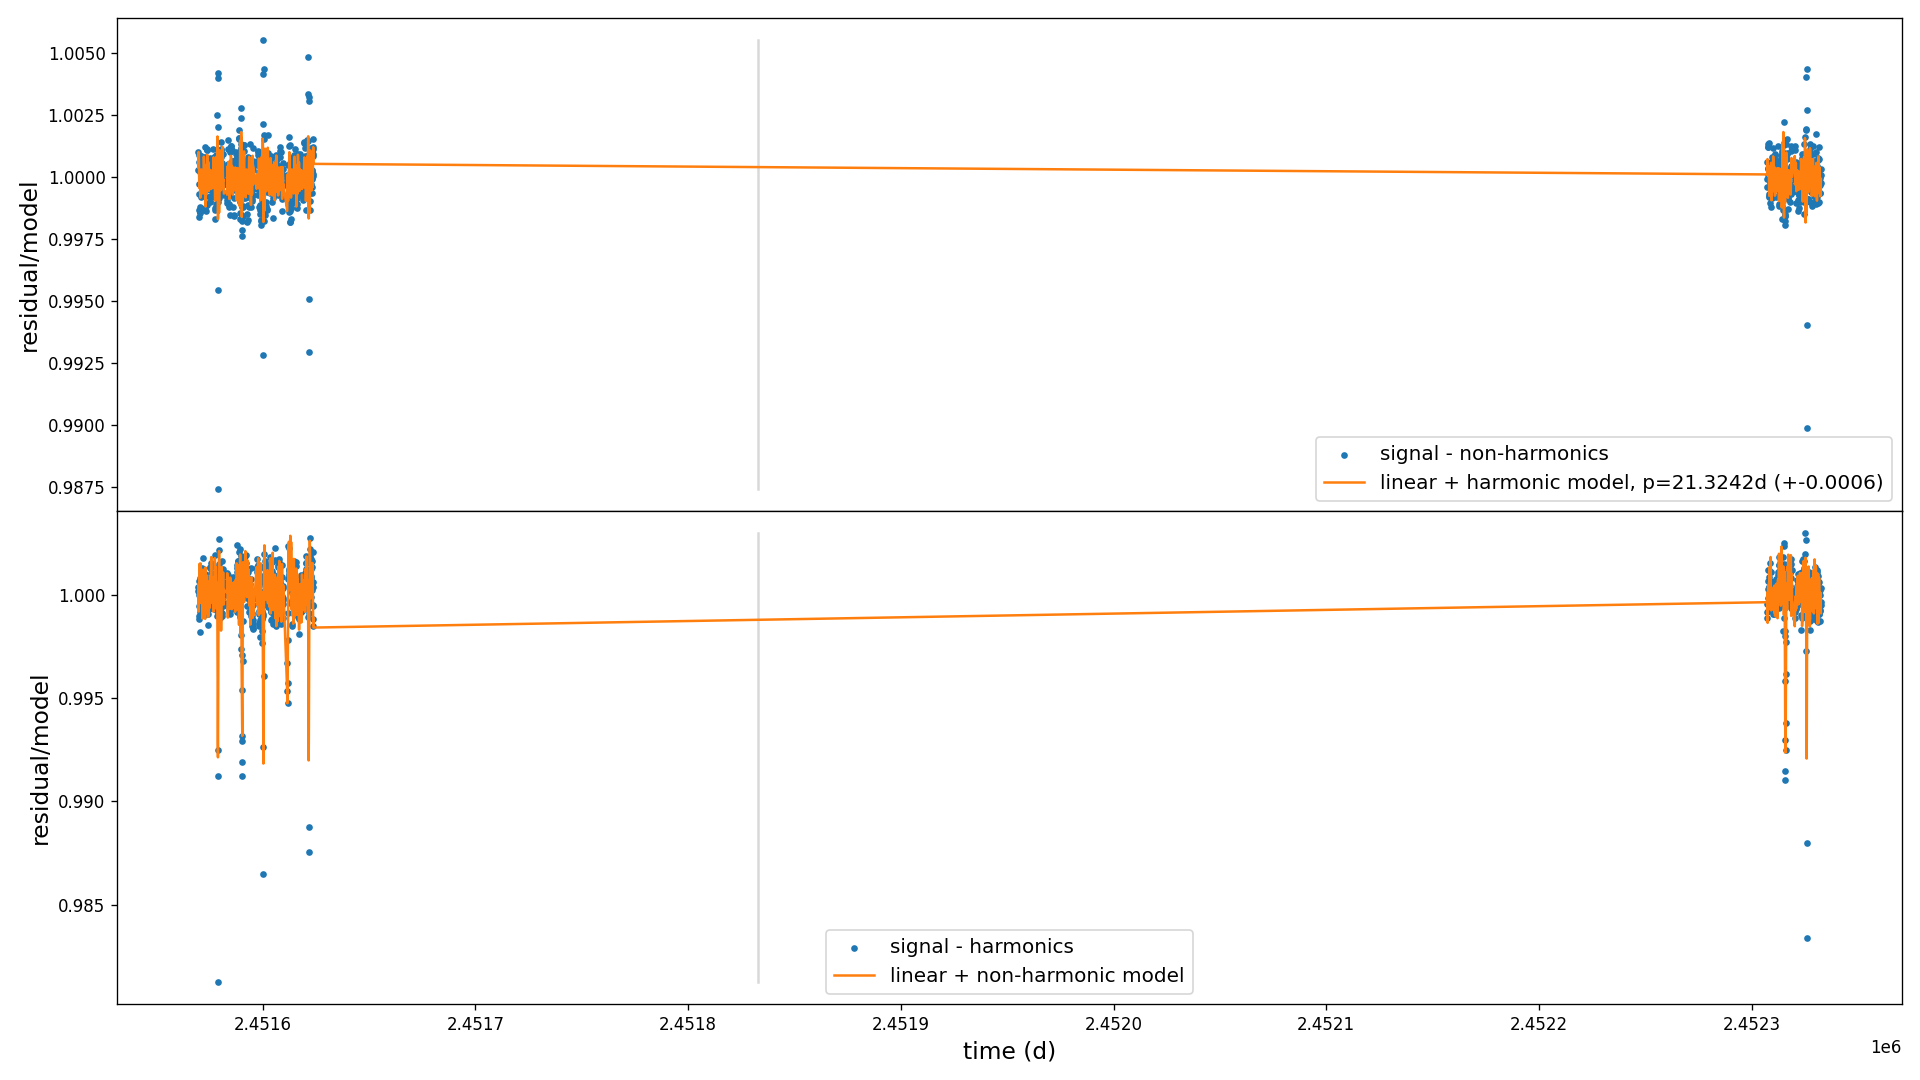 1.0050
1.0025
1.0000
0.9975
0.9950
0.9925
0.9900
0.9875
residual/model
signal - non-harmonics
linear + harmonic model, p=21.3242d (+-0.0006)
1.000
0.995
0.990
0.985
residual/model
signal - harmonics
linear + non-harmonic model
2.4516 2.4517 2.4518 2.4519 2.4520 2.4521 2.4522 2.4523
1e6
time (d)